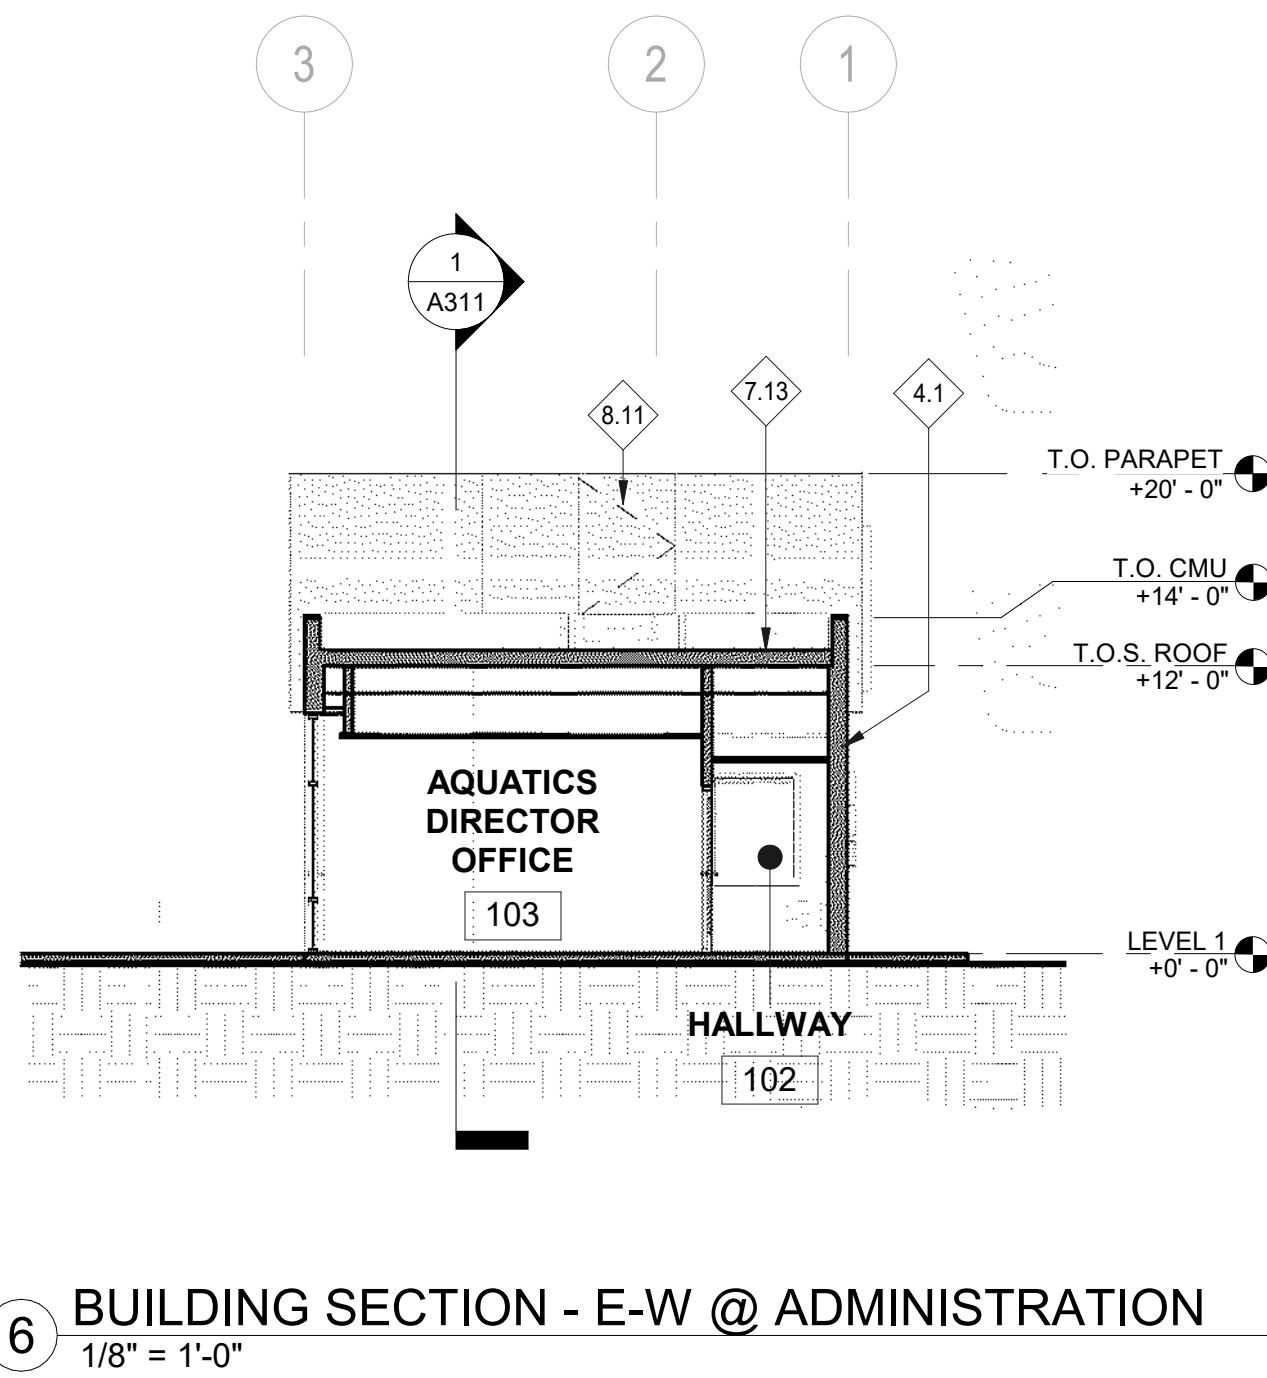 3
2
1
1
A311
8.11
7.13
4.1
T.O. PARAPET
+20' - 0"
T.O. CMU
+14' - 0"
T.O.S. ROOF
+12' - 0"
AQUATICS
DIRECTOR
OFFICE
103
LEVEL 1
+0' - 0"
HALLWAY
102
6
BUILDING SECTION - E-W @ ADMINISTRATION
1/8" = 1'-0"